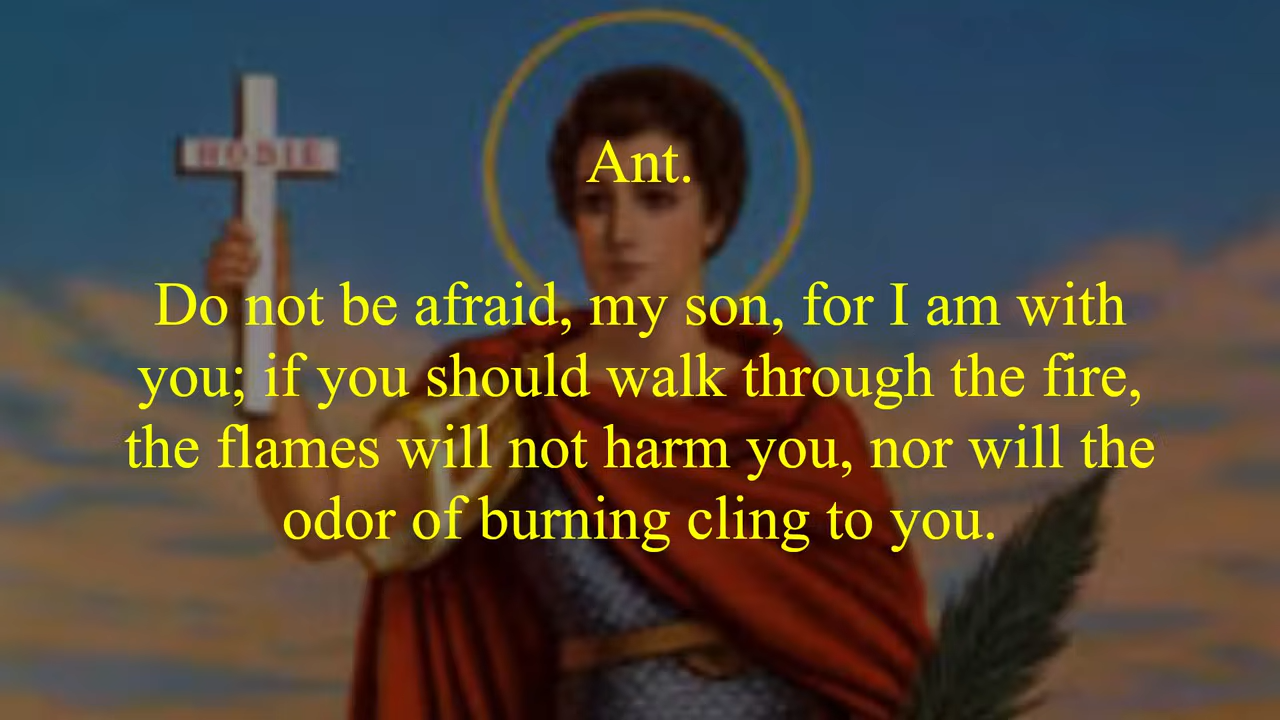 HODIE
Ant.
Do not be afraid, my son, for I am with
you; if you should walk through the fire,
the flames will not harm you, nor will the
odor of burning cling to you.